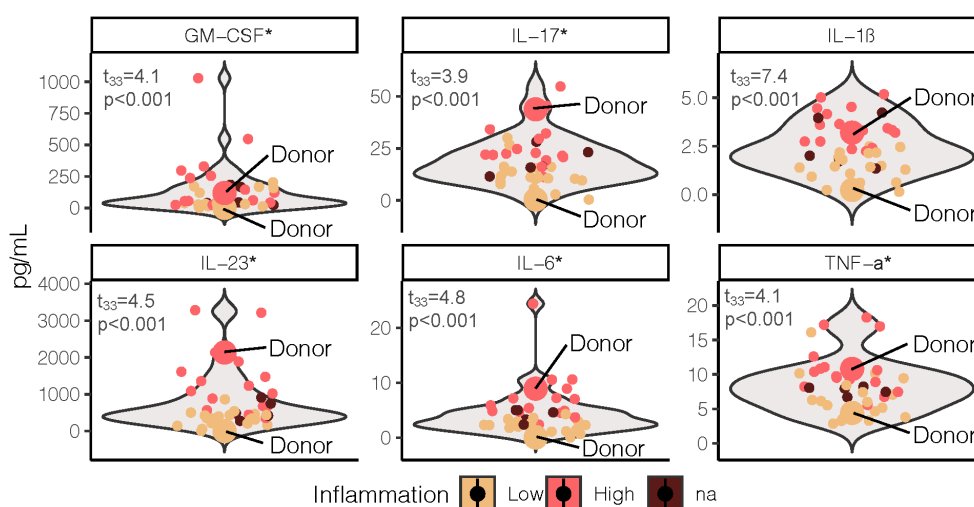 GM−CSF*
IL−17*
IL−1ß
t33=4.1
p<0.001
t33=3.9
p<0.001
t33=7.4
p<0.001
1000
750
500
250
0
50
25
0
5.0
2.5
0.0
Donor
Donor
Donor
Donor
Donor
Donor
pg/mL
IL−23*
IL−6*
TNF−a*
t33=4.5
p<0.001
t33=4.8
p<0.001
t33=4.1
p<0.001
4000
3000
2000
1000
0
20
10
0
20
15
10
5
0
Donor
Donor
Donor
Donor
Donor
Donor
Inflammation Low High na